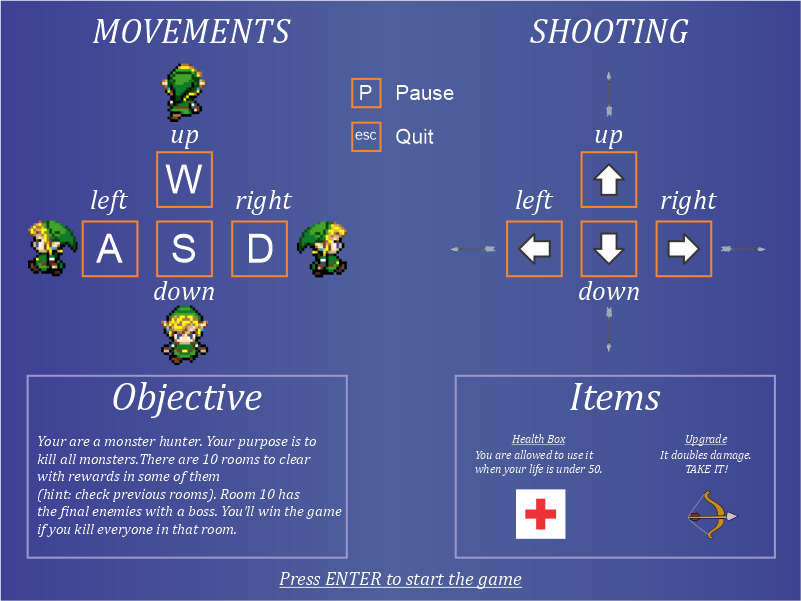 MOVEMENTS
SHOOTING
P Pause
esc Quit
up
W
left
right
A S D
down
up
left
right
down
Objective
Your are a monster hunter. Your purpose is to
kill all monsters.There are 10 rooms to clear
with rewards in some of them
(hint: check previous rooms). Room 10 has
the final enemies with a boss. You'll win the game
if you kill everyone in that room.
Items
Health Box
You are allowed to use it
when your life is under 50.
Upgrade
It doubles damage.
TAKE IT!
Press ENTER to start the game